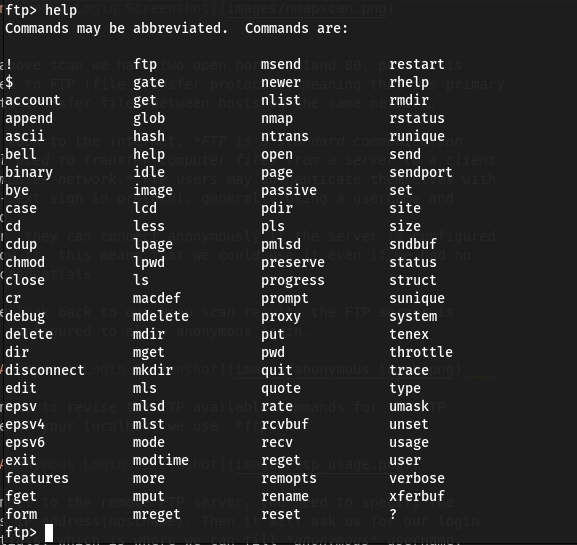 ftp> help
Commands may be abbreviated.  Commands are:

!               ftp             msend           restart
$               gate            newer           rhelp
account         get             nlist           rmdir
append          glob            nmap            rstatus
ascii           hash            ntrans          runique
bell            help            open            send
binary          idle            page            sendport
bye             image           passive         set
case            lcd             pdir            site
cd              less            pls             size
cdup            lpage           pmlsd           sndbuf
chmod           lpwd            preserve        status
close           ls              progress        struct
cr              macdef          prompt          sunique
debug           mdelete         proxy           system
delete          mdir            put             tenex
dir             mget            pwd             throttle
disconnect      mkdir           quit            trace
edit            mls             quote           type
epsv            mlsd            rate            umask
epsv4           mlst            rcvbuf          unset
epsv6           mode            recv            usage
exit            modtime         reget           user
features        more            remopts         verbose
fget            mput            rename          xferbuf
form            mreget          reset           ?
ftp>